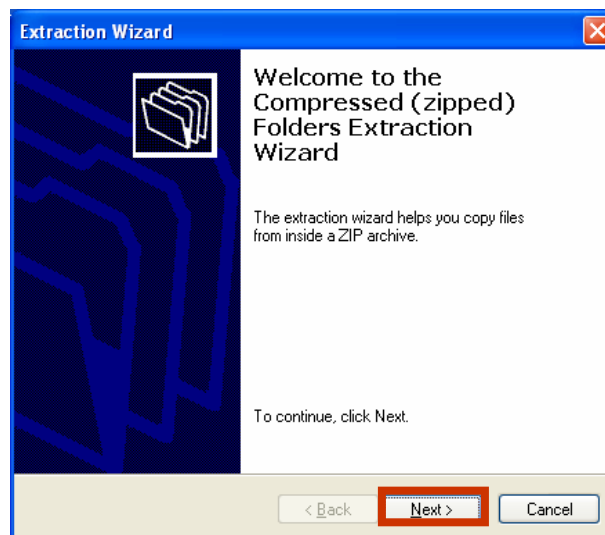 Extraction Wizard
Welcome to the
Compressed (zipped)
Folders Extraction
Wizard
The extraction wizard helps you copy files
from inside a ZIP archive.
To continue, click Next.
< Back Next > Cancel